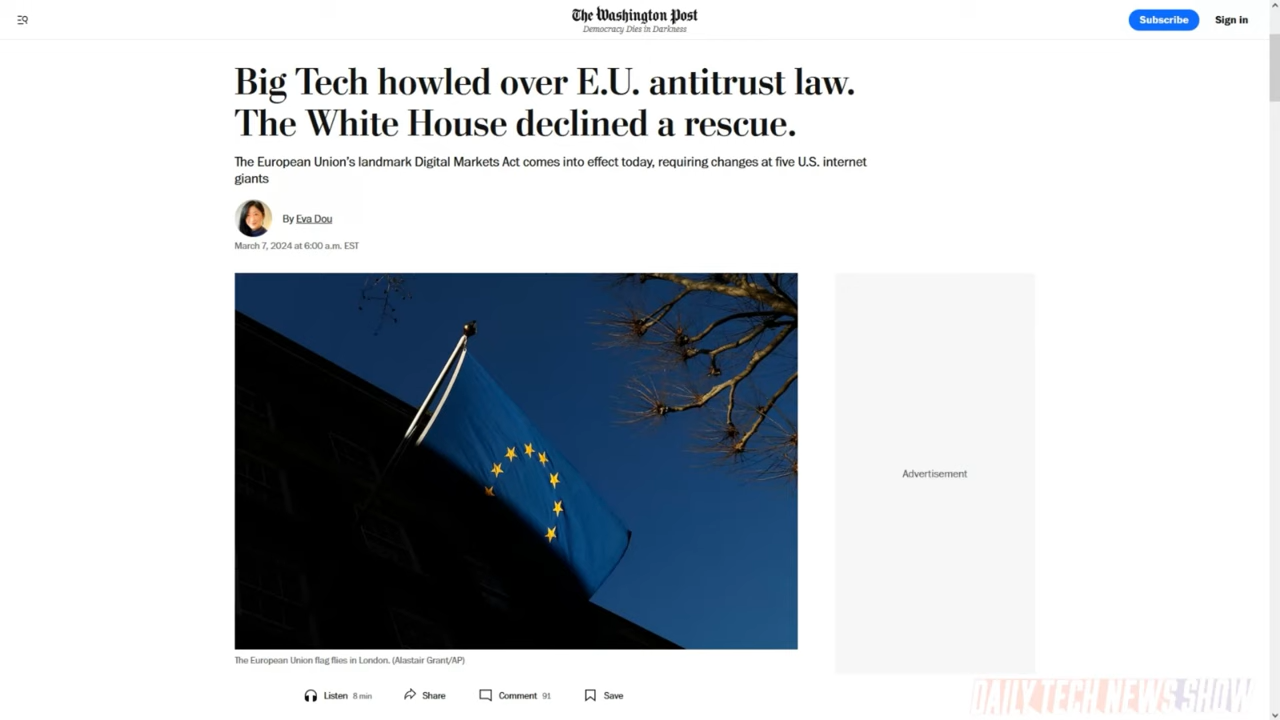 The Washington Post
Democracy Dies in Darkness
Subscribe
Sign in
Big Tech howled over E.U. antitrust law.
The White House declined a rescue.
The European Union's landmark Digital Markets Act comes into effect today, requiring changes at five U.S. internet
giants
By Eva Dou
March 7, 2024 at 6:00 a.m. EST
Advertisement
The European Union flag flies in London. (Alastair Grant/AP)
Listen 8 min
Share
Comment 91
Save
DAILY TECH NEWS SHOW